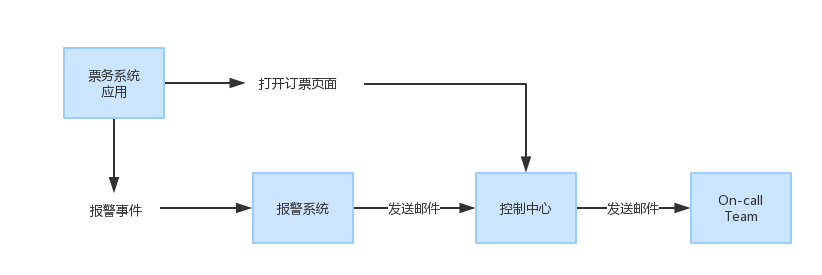 票务系统
应用
打开订票页面
报警事件
报警系统
发送邮件
控制中心
发送邮件
On-call
Team